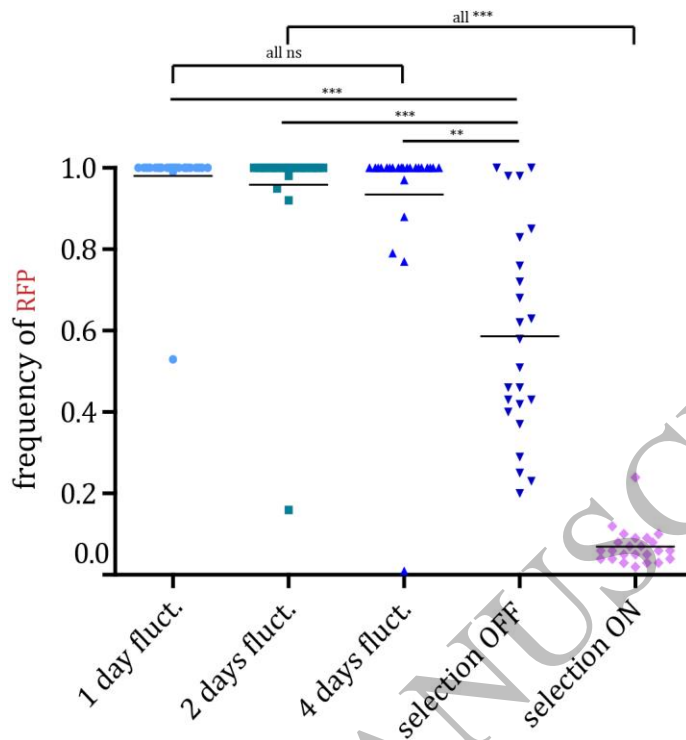 all ***
all ns
***
***
**
1.0
0.8
0.6
0.4
0.2
0.0
frequency of RFP
1 day fluct.
2 days fluct.
4 days fluct.
selection OFF
selection ON